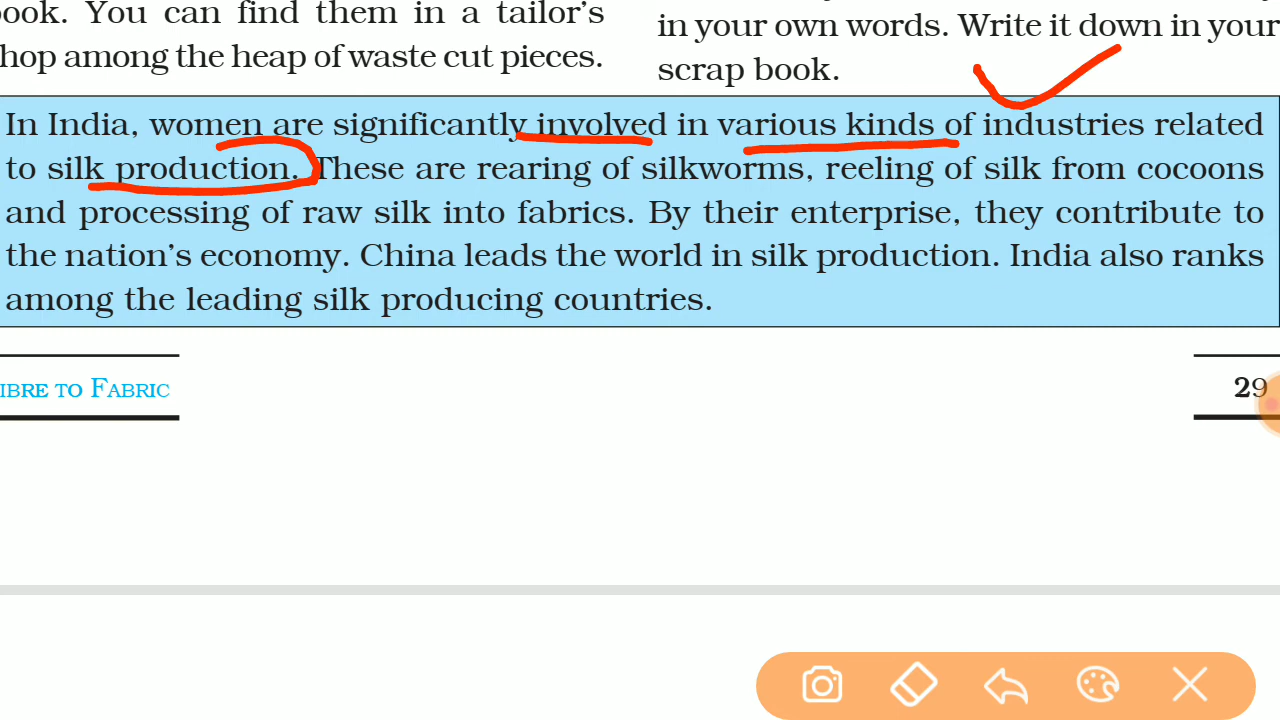 ook. You can find them in a tailor's
hop among the heap of waste cut pieces.
in your own words. Write it down in your
scrap book.
In India, women are significantly involved in various kinds of industries related
to silk production. These are rearing of silkworms, reeling of silk from cocoons
and processing of raw silk into fabrics. By their enterprise, they contribute to
the nation's economy. China leads the world in silk production. India also ranks
among the leading silk producing countries.
IBRE TO FABRIC
29